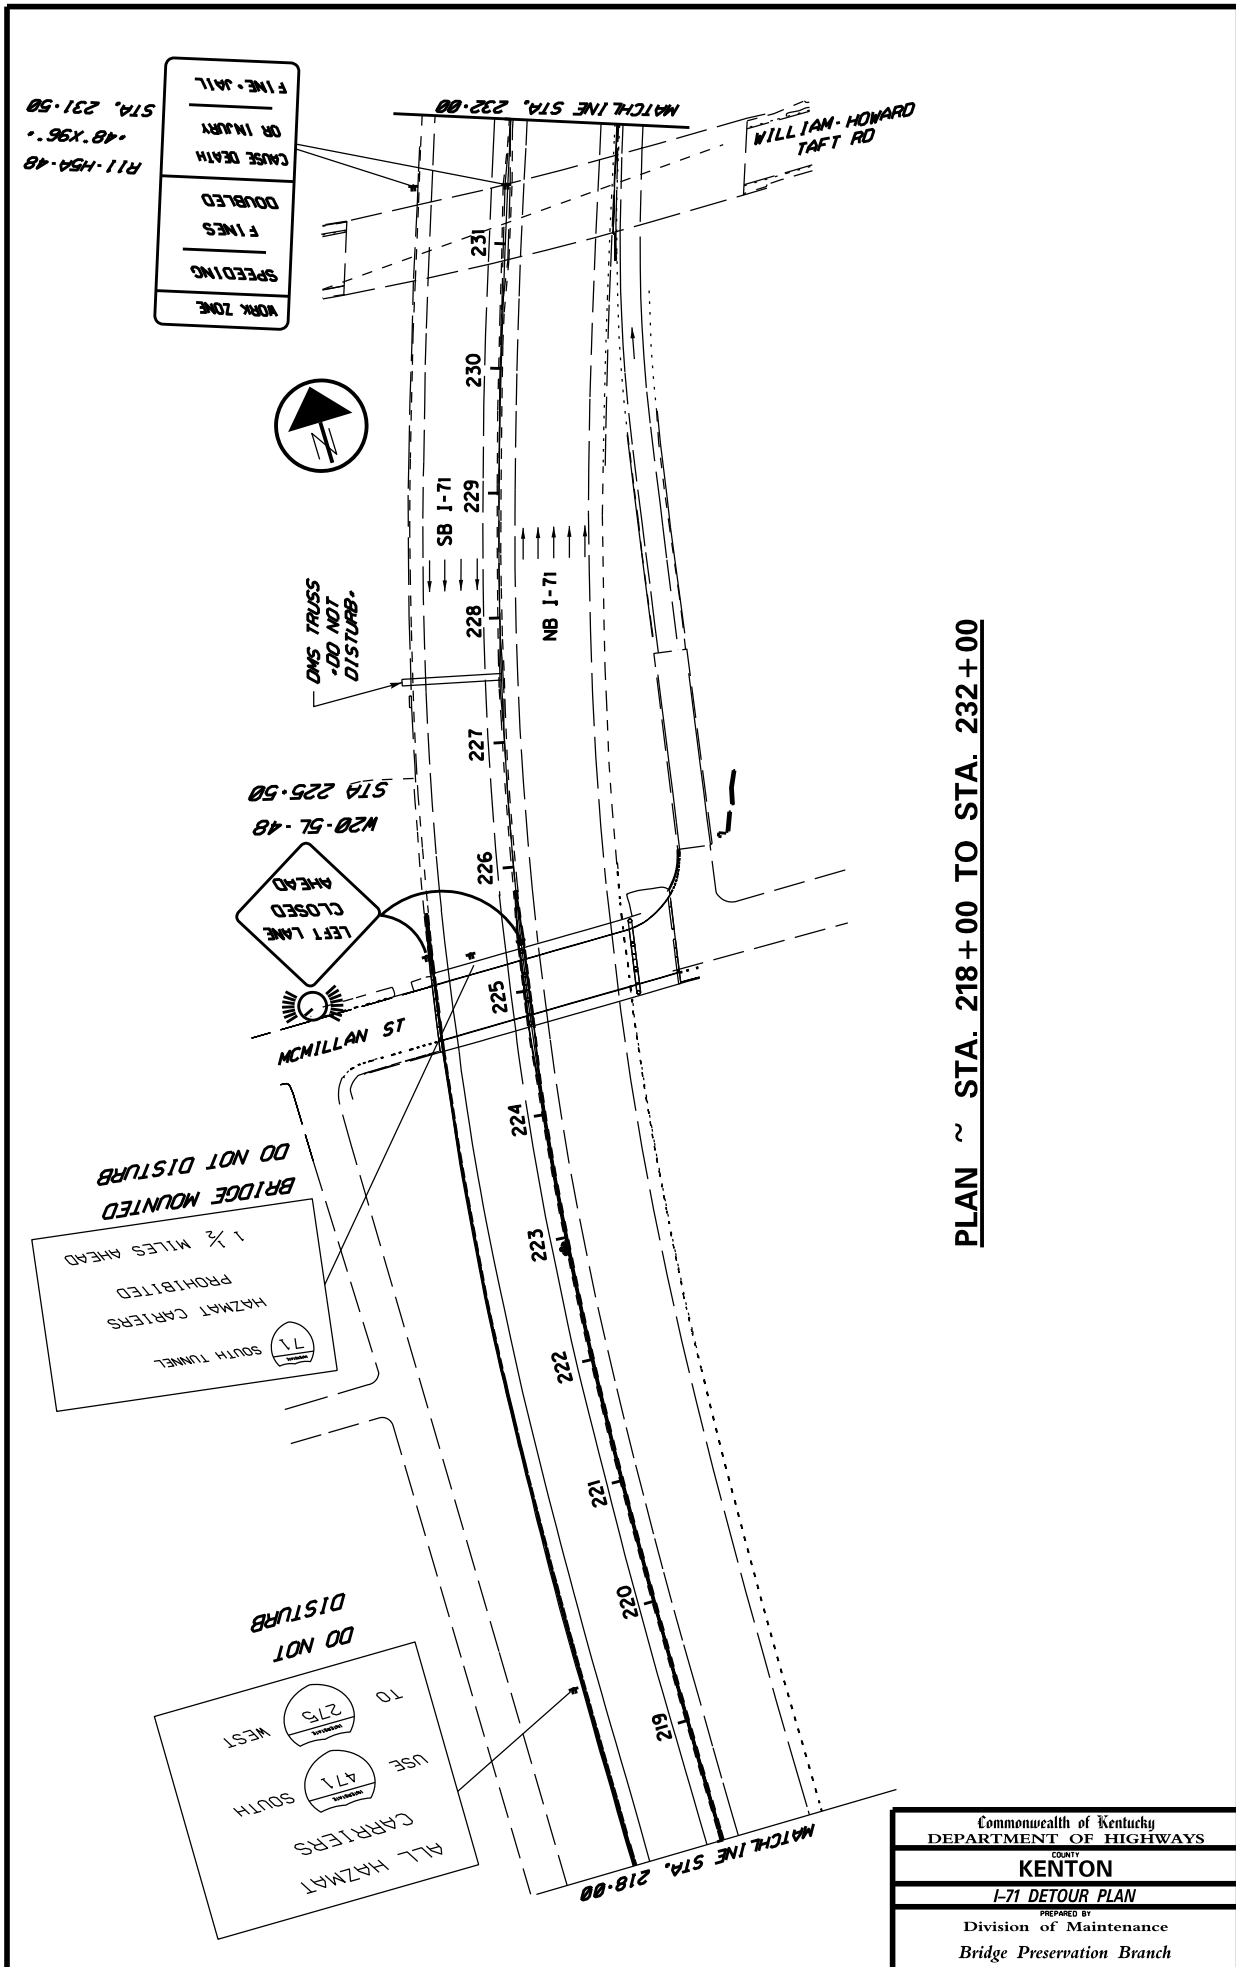 R11-H5A-48
•48"X96"•
STA. 231+50
WORK ZONE
SPEEDING
FINES
DOUBLED
CAUSE DEATH
OR INJURY
FINE+JAIL
MATCHLINE STA. 232+00
WILLIAM-HOWARD
TAFT RD
231
230
229
228
227
226
225
224
223
222
221
220
219
N
SB I-71
NB I-71
DMS TRUSS
•DO NOT
DISTURB•
W20-5L-48
STA 225+50
LEFT LANE
CLOSED
AHEAD
MCMILLAN ST
BRIDGE MOUNTED
DO NOT DISTURB
INTERSTATE
71
SOUTH TUNNEL
HAZMAT CARIERS
PROHIBITED
1 ½ MILES AHEAD
DO NOT
DISTURB
ALL HAZMAT
CARRIERS
USE
INTERSTATE
471
SOUTH
TO
INTERSTATE
275
WEST
MATCHLINE STA. 218+00
PLAN ~ STA. 218+00 TO STA. 232+00
Commonwealth of Kentucky
DEPARTMENT OF HIGHWAYS
COUNTY
KENTON
I-71 DETOUR PLAN
PREPARED BY
Division of Maintenance
Bridge Preservation Branch